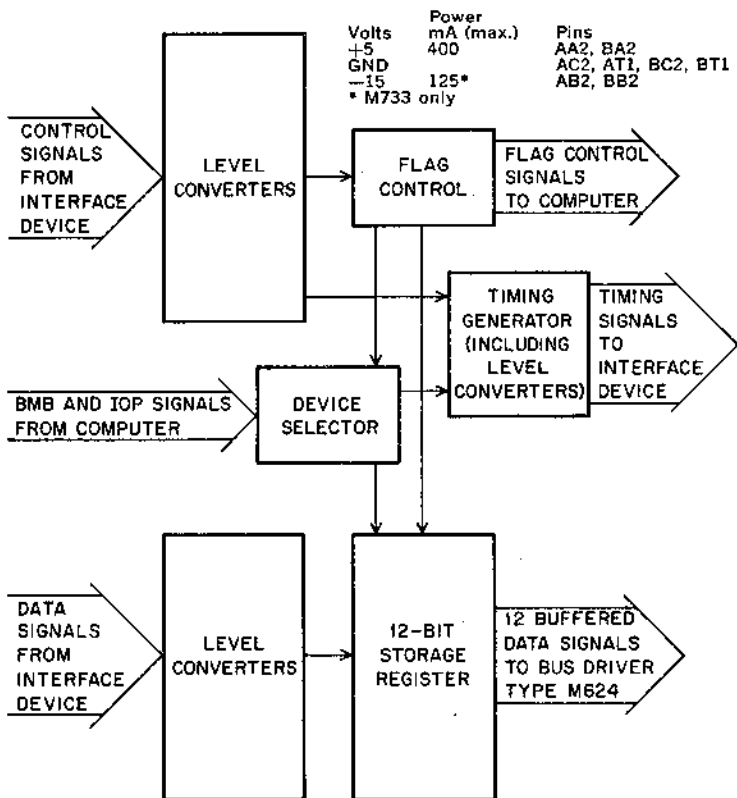 Power
Volts mA (max.) Pins
+5 400 AA2, BA2
GND AC2, AT1, BC2, BT1
—15 125* AB2, BB2
* M733 only
CONTROL
SIGNALS
FROM
INTERFACE
DEVICE
LEVEL
CONVERTERS
FLAG
CONTROL
FLAG CONTROL
SIGNALS
TO COMPUTER
TIMING
GENERATOR
(INCLUDING
LEVEL
CONVERTERS)
TIMING
SIGNALS
TO
INTERFACE
DEVICE
BMB AND IOP SIGNALS
FROM COMPUTER
DEVICE
SELECTOR
DATA
SIGNALS
FROM
INTERFACE
DEVICE
LEVEL
CONVERTERS
12-BIT
STORAGE
REGISTER
12 BUFFERED
DATA SIGNALS
TO BUS DRIVER
TYPE M624